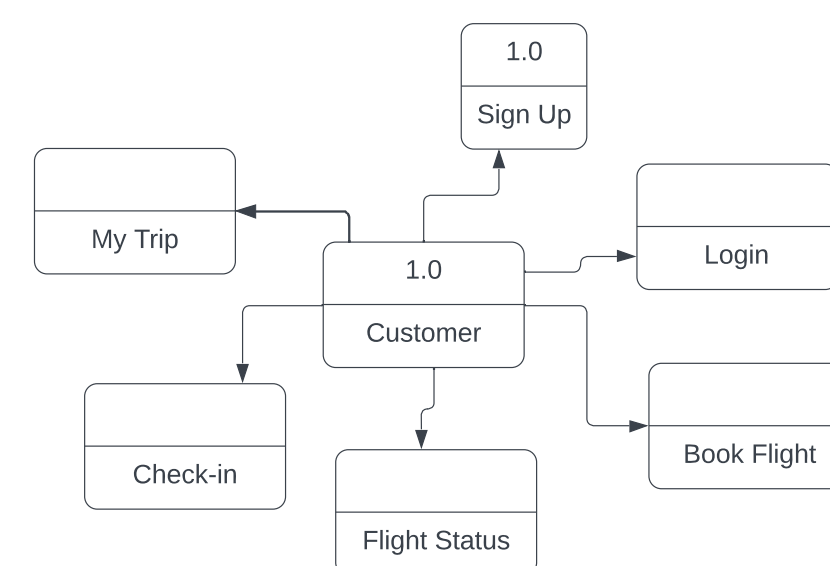 1.0
Sign Up
My Trip
Login
1.0
Customer
Check-in
Book Flight
Flight Status